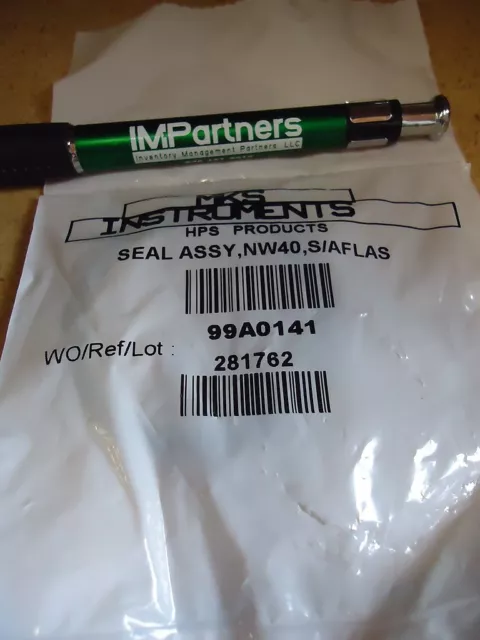 IMPartners
Inventory Management Partners, LLC
MKS
INSTRUMENTS
HPS PRODUCTS
SEAL ASSY,NW40,S/AFLAS
99A0141
WO/Ref/Lot :
281762